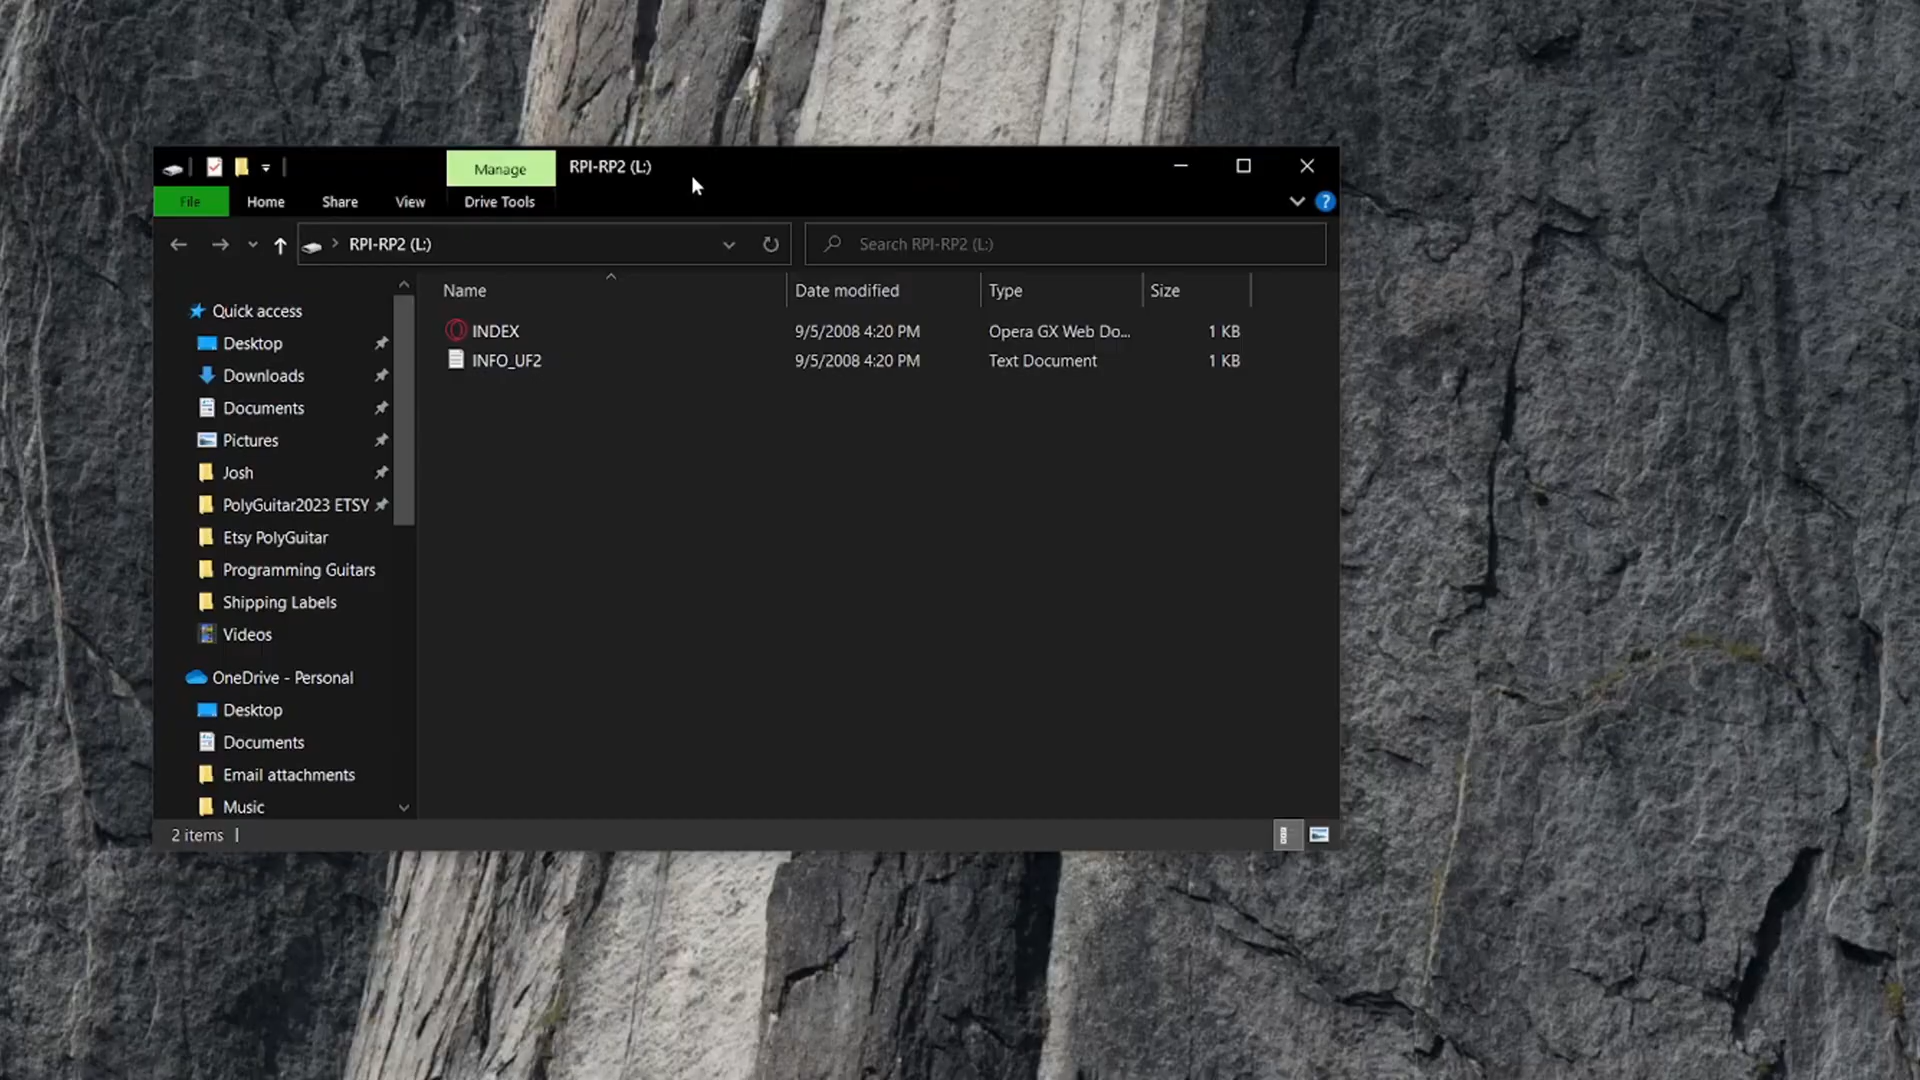 Manage
RPI-RP2 (L:)
File
Home
Share
View
Drive Tools
?
RPI-RP2 (L:)
Search RPI-RP2 (L:)
Name
Date modified
Type
Size
INDEX
9/5/2008 4:20 PM
Opera GX Web Do...
1 KB
INFO_UF2
9/5/2008 4:20 PM
Text Document
1 KB
Quick access
Desktop
Downloads
Documents
Pictures
Josh
PolyGuitar2023 ETSY
Etsy PolyGuitar
Programming Guitars
Shipping Labels
Videos
OneDrive - Personal
Desktop
Documents
Email attachments
Music
2 items